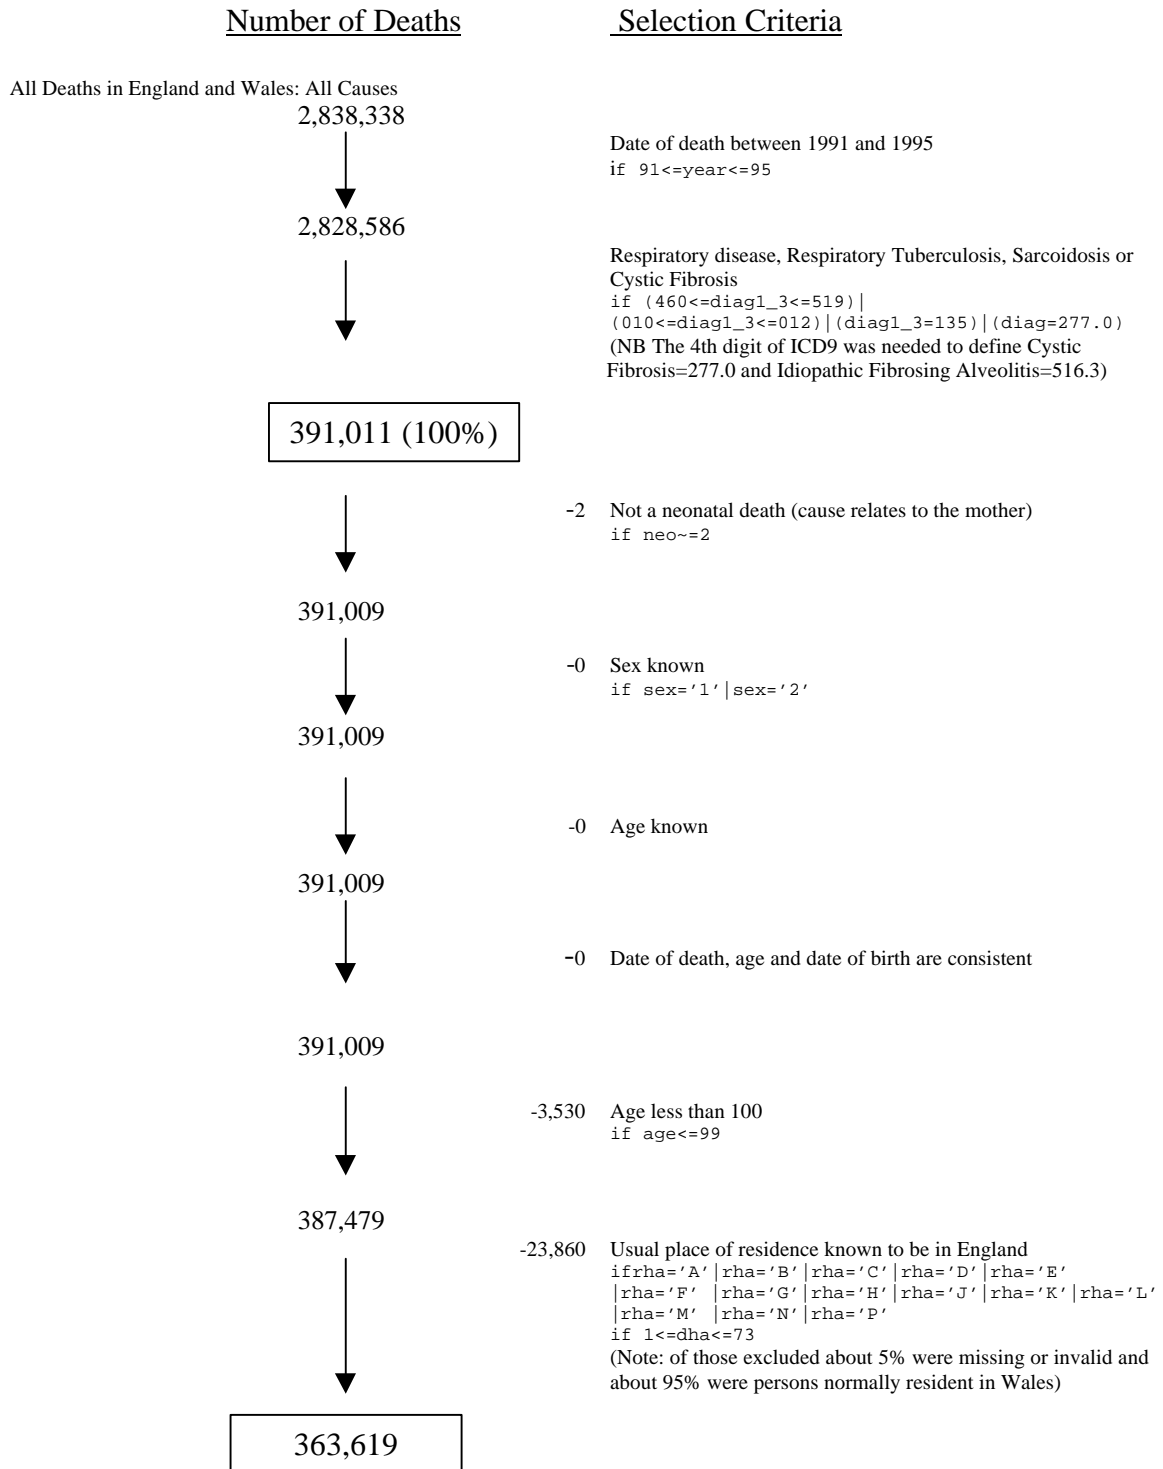 Number of Deaths
Selection Criteria
All Deaths in England and Wales: All Causes
2,838,338
Date of death between 1991 and 1995
if 91<=year<=95
2,828,586
Respiratory disease, Respiratory Tuberculosis, Sarcoidosis or
Cystic Fibrosis
if (460<=diag1_3<=519)|
(010<=diag1_3<=012)|(diag1_3=135)|(diag=277.0)
(NB The 4th digit of ICD9 was needed to define Cystic
Fibrosis=277.0 and Idiopathic Fibrosing Alveolitis=516.3)
391,011 (100%)
-2 Not a neonatal death (cause relates to the mother)
if neo~=2
391,009
-0 Sex known
if sex=’1’|sex=’2’
391,009
-0 Age known
391,009
-0 Date of death, age and date of birth are consistent
391,009
-3,530 Age less than 100
if age<=99
387,479
-23,860 Usual place of residence known to be in England
ifrha=’A’|rha=’B’|rha=’C’|rha=’D’|rha=’E’
|rha=’F’ |rha=’G’|rha=’H’|rha=’J’|rha=’K’|rha=’L’
|rha=’M’ |rha=’N’|rha=’P’
if 1<=dha<=73
(Note: of those excluded about 5% were missing or invalid and
about 95% were persons normally resident in Wales)
363,619